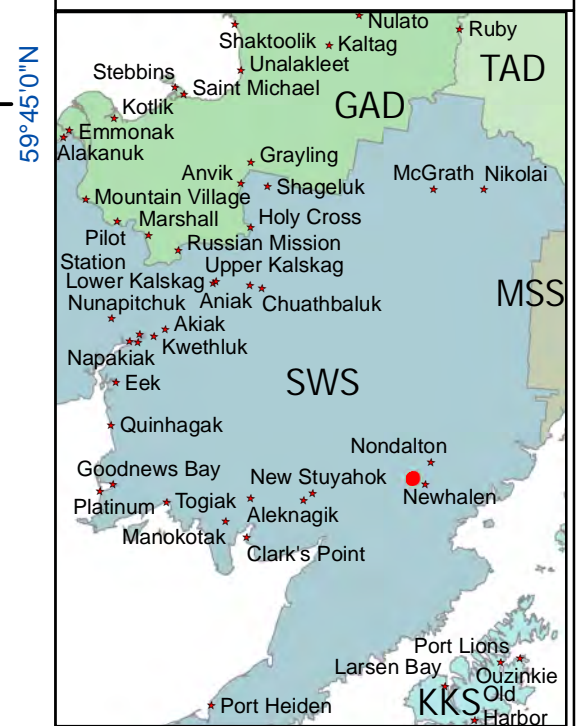 59°45'0"N
Nulato
Ruby
Shaktoolik
Kaltag
TAD
Unalakleet
Stebbins
Saint Michael
GAD
Kotlik
Emmonak
Alakanuk
Grayling
Anvik
Shageluk
McGrath
Nikolai
Mountain Village
Marshall
Holy Cross
Pilot
Station
Russian Mission
Upper Kalskag
Lower Kalskag
MSS
Nunapitchuk
Aniak
Chuathbaluk
Akiak
Napakiak
Kwethluk
SWS
Eek
Quinhagak
Nondalton
Goodnews Bay
New Stuyahok
Newhalen
Platinum
Togiak
Aleknagik
Manokotak
Clark's Point
Port Lions
Larsen Bay
Ouzinkie
KKS
Old
Harbor
Port Heiden